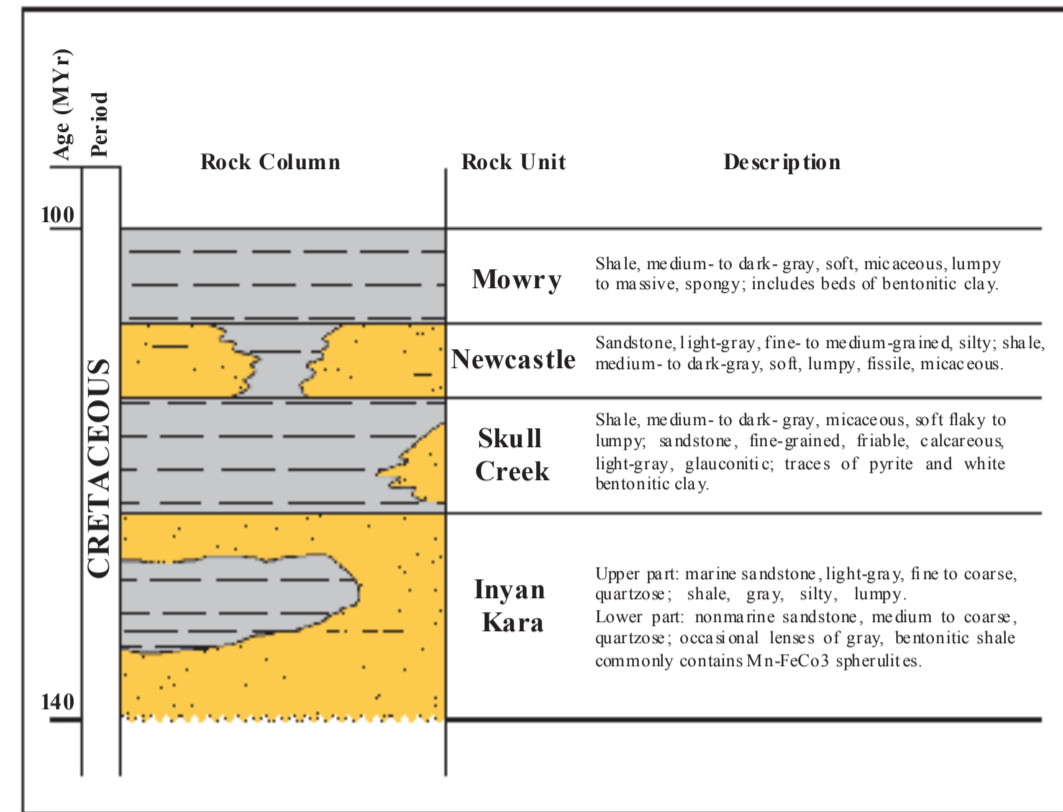 Age (MYr)
Period
Rock Column
Rock Unit
Description
100
CRETACEOUS
Mowry
Shale, medium- to dark- gray, soft, micaceous, lumpy
to massive, spongy; includes beds of bentonitic clay.
Newcastle
Sandstone, light-gray, fine- to medium-grained, silty; shale,
medium- to dark-gray, soft, lumpy, fissile, micaceous.
Skull
Creek
Shale, medium- to dark- gray, micaceous, soft flaky to
lumpy; sandstone, fine-grained, friable, calcareous,
light-gray, glauconitic; traces of pyrite and white
bentonitic clay.
Inyan
Kara
Upper part: marine sandstone, light-gray, fine to coarse,
quartzose; shale, gray, silty, lumpy.
Lower part: nonmarine sandstone, medium to coarse,
quartzose; occasional lenses of gray, bentonitic shale
commonly contains Mn-FeCo3 spherulites.
140